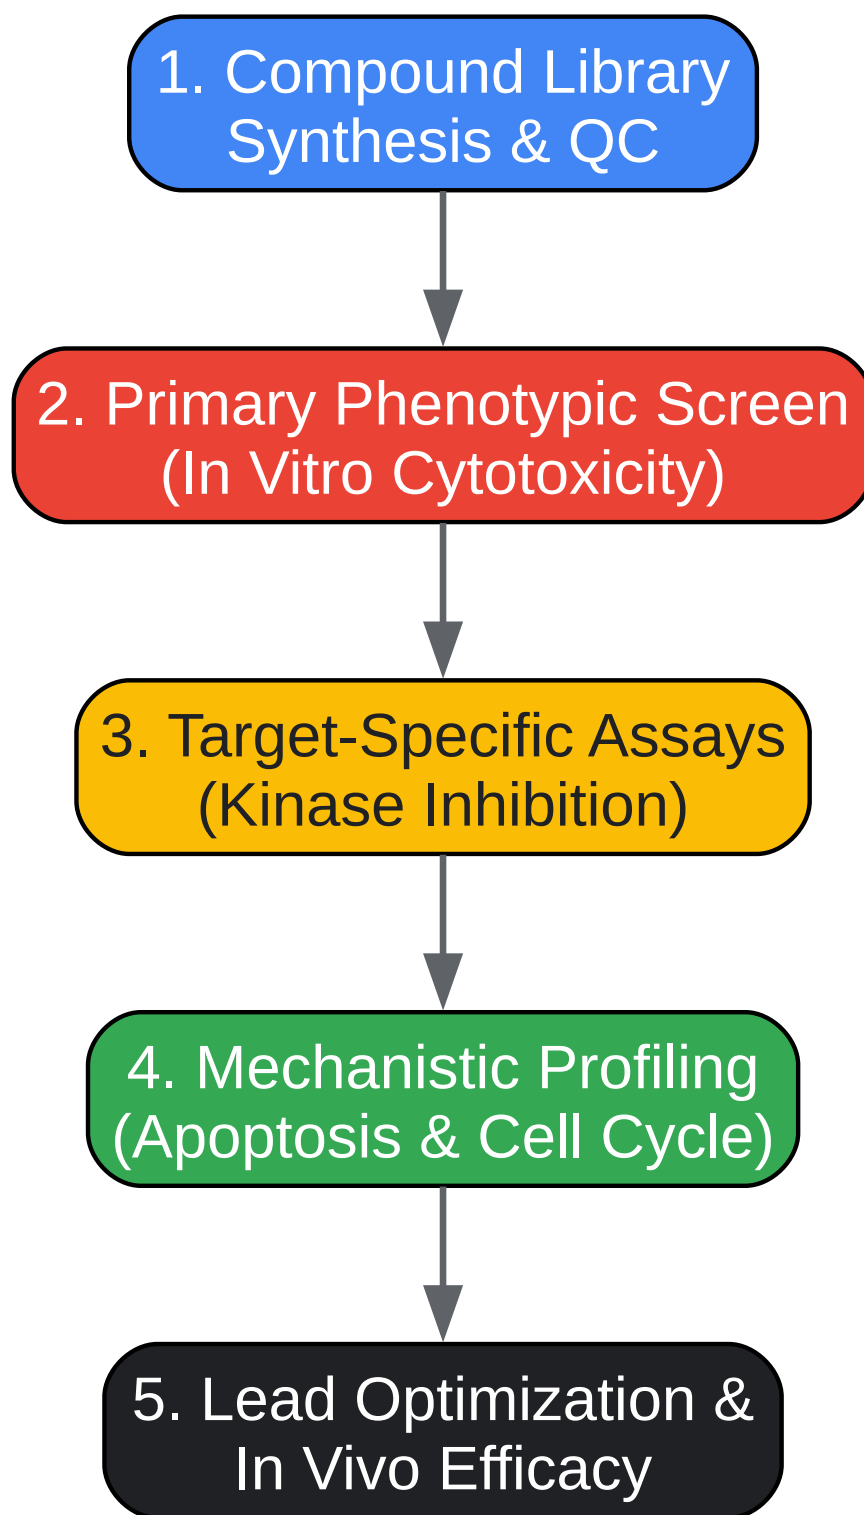 1. Compound Library
Synthesis & QC
2. Primary Phenotypic Screen
(In Vitro Cytotoxicity)
3. Target-Specific Assays
(Kinase Inhibition)
4. Mechanistic Profiling
(Apoptosis & Cell Cycle)
5. Lead Optimization &
In Vivo Efficacy